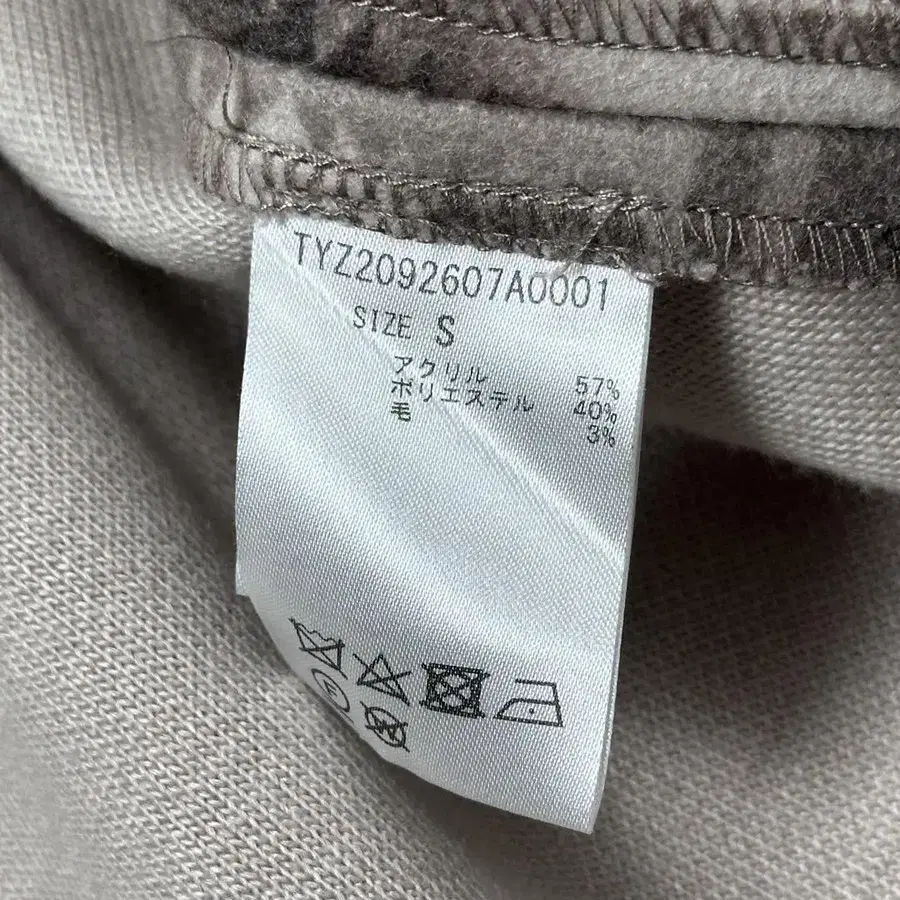 TYZ2092607A0001
SIZE S
アクリル 57%
ポリエステル 40%
毛 3%
F